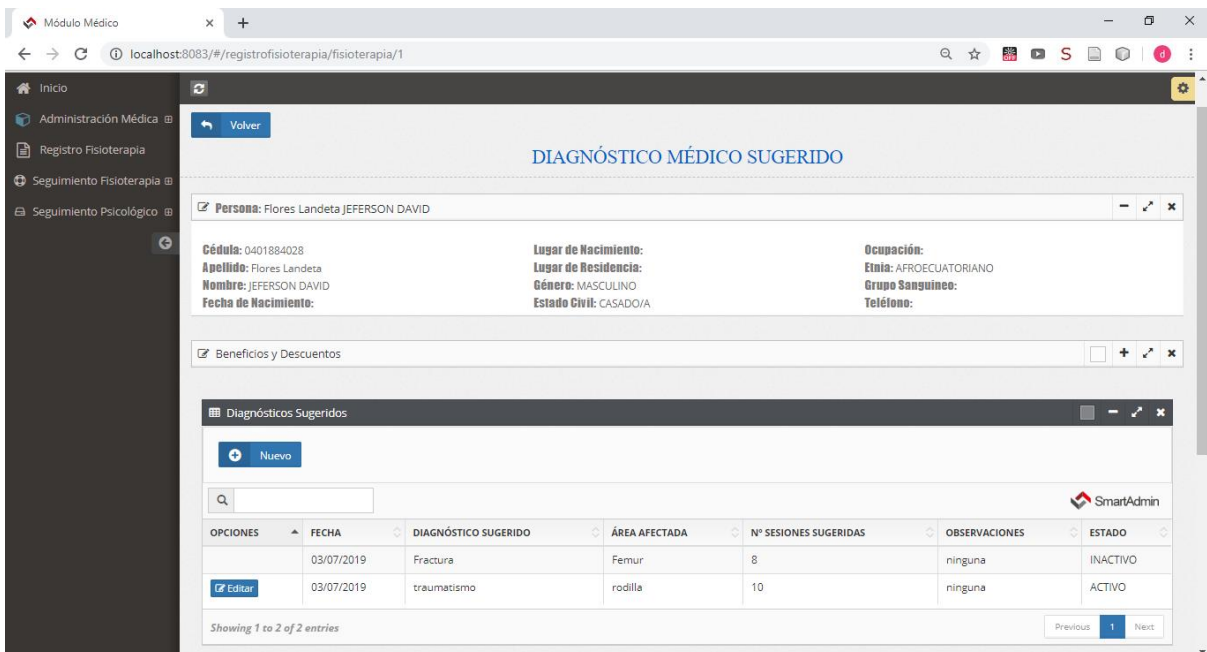 Módulo Médico
localhost:8083/#/registrofisioterapia/fisioterapia/1
S
d
Inicio
Administración Médica
Volver
Registro Fisioterapia
DIAGNÓSTICO MÉDICO SUGERIDO
Seguimiento Fisioterapia
Seguimiento Psicológico
Persona: Flores Landeta JEFERSON DAVID
Cédula: 0401884028 Lugar de Nacimiento: Ocupación:
Apellido: Flores Landeta Lugar de Residencia: Etnia: AFROECUATORIANO
Nombre: JEFERSON DAVID Género: MASCULINO Grupo Sanguineo:
Fecha de Nacimiento: Estado Civil: CASADO/A Teléfono:
Beneficios y Descuentos
Diagnósticos Sugeridos
Nuevo
SmartAdmin
OPCIONES FECHA DIAGNÓSTICO SUGERIDO ÁREA AFECTADA Nº SESIONES SUGERIDAS OBSERVACIONES ESTADO
03/07/2019 Fractura Femur 8 ninguna INACTIVO
Editar 03/07/2019 traumatismo rodilla 10 ninguna ACTIVO
Showing 1 to 2 of 2 entries Previous 1 Next